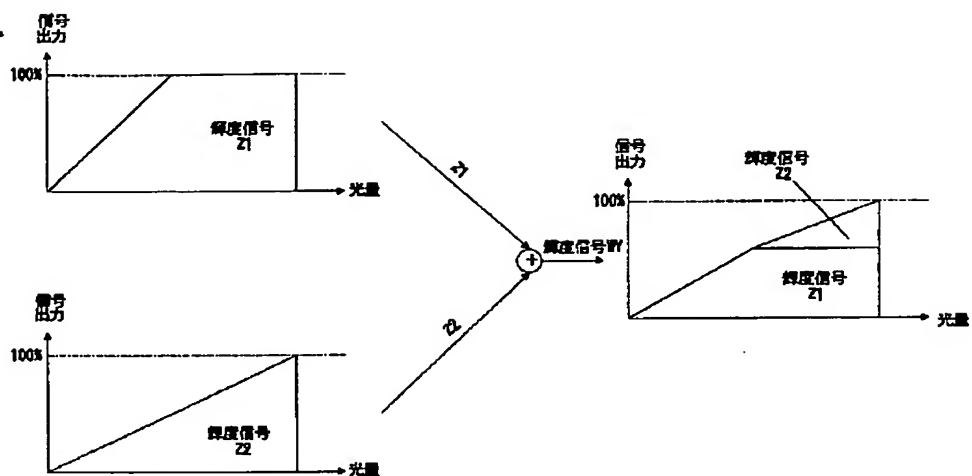 信号
出力
100%
輝度信号
Z1
光量
Z1
信号
出力
100%
輝度信号
Z2
光量
Z2
輝度信号WY
信号
出力
100%
輝度信号
Z2
輝度信号
Z1
光量